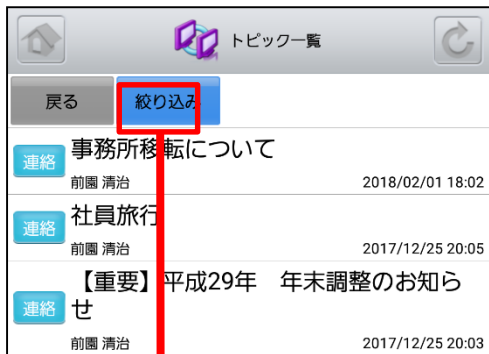 トピック一覧
戻る 絞り込み
連絡 事務所移転について
前園 清治 2018/02/01 18:02
連絡 社員旅行
前園 清治 2017/12/25 20:05
【重要】平成29年 年末調整のお知ら
連絡 せ
前園 清治 2017/12/25 20:03